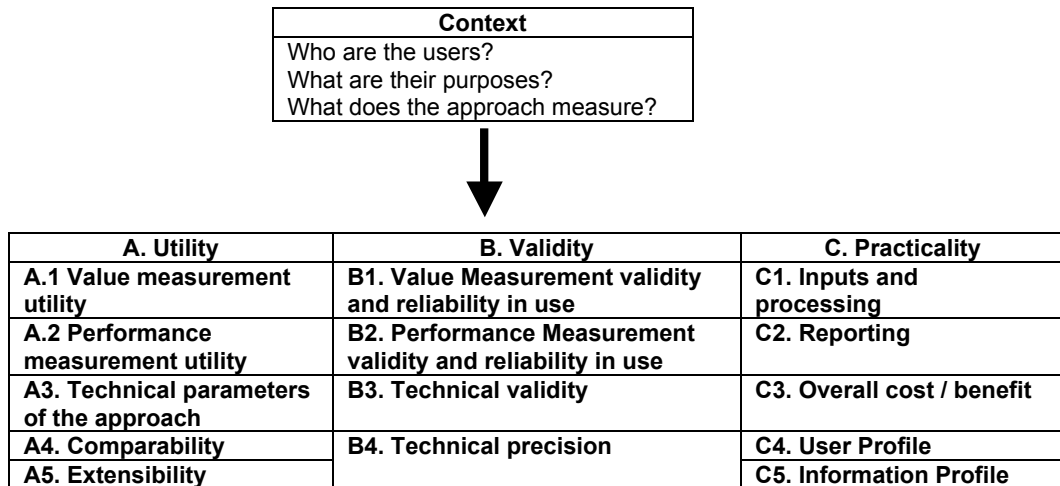 Context
Who are the users?
What are their purposes?
What does the approach measure?
A. Utility
B. Validity
C. Practicality
A.1 Value measurement
utility
B1. Value Measurement validity
and reliability in use
C1. Inputs and
processing
A.2 Performance
measurement utility
B2. Performance Measurement
validity and reliability in use
C2. Reporting
A3. Technical parameters
of the approach
B3. Technical validity
C3. Overall cost / benefit
A4. Comparability
B4. Technical precision
C4. User Profile
A5. Extensibility
C5. Information Profile